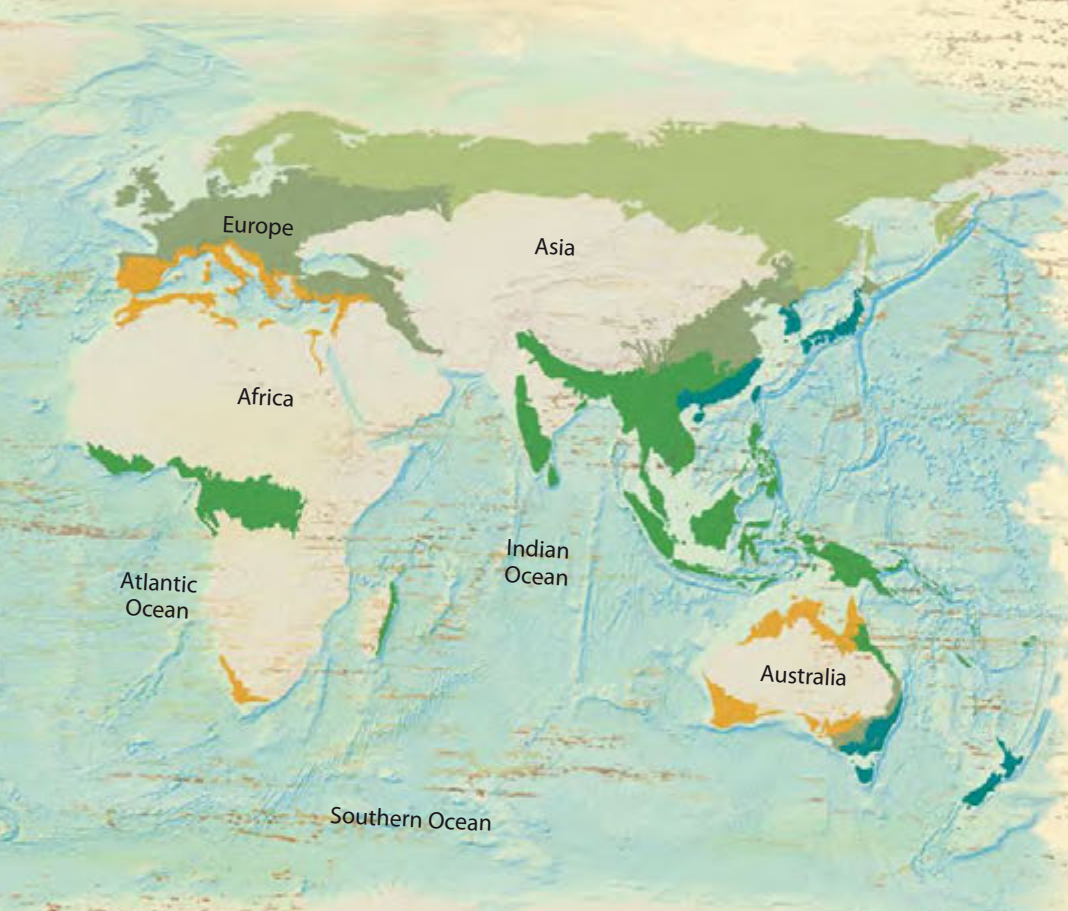 Europe
Asia
Africa
Indian
Ocean
Atlantic
Ocean
Australia
Southern Ocean